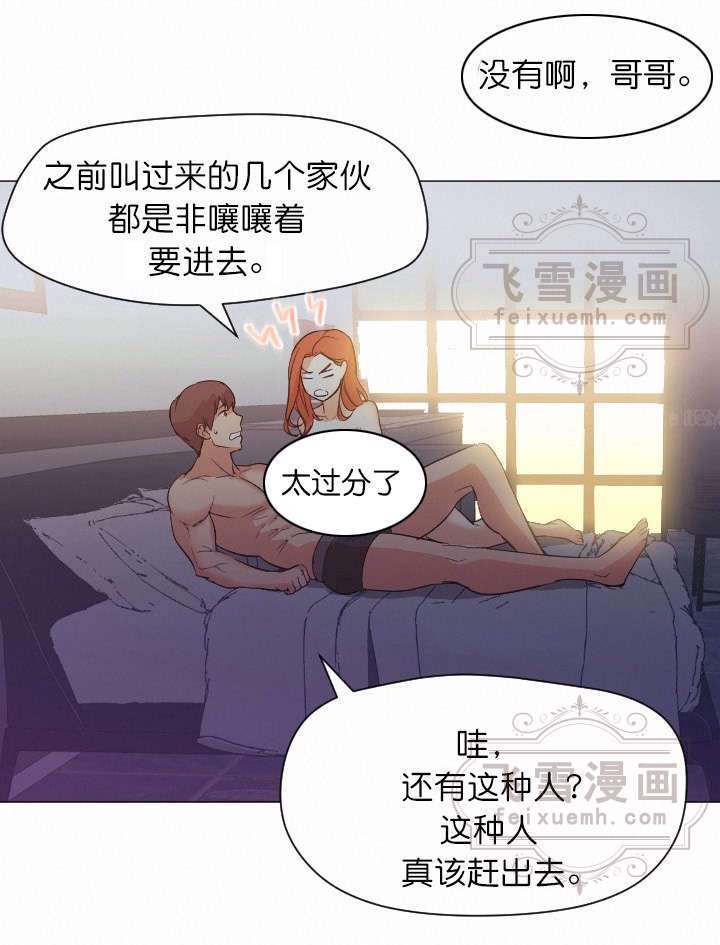 没有啊，哥哥。
之前叫过来的几个家伙
都是非嚷嚷着
要进去。
飞雪漫画
feixuemh.com
太过分了
哇，
还有这种人？
这种人
真该赶出去。
飞雪漫画
feixuemh.com